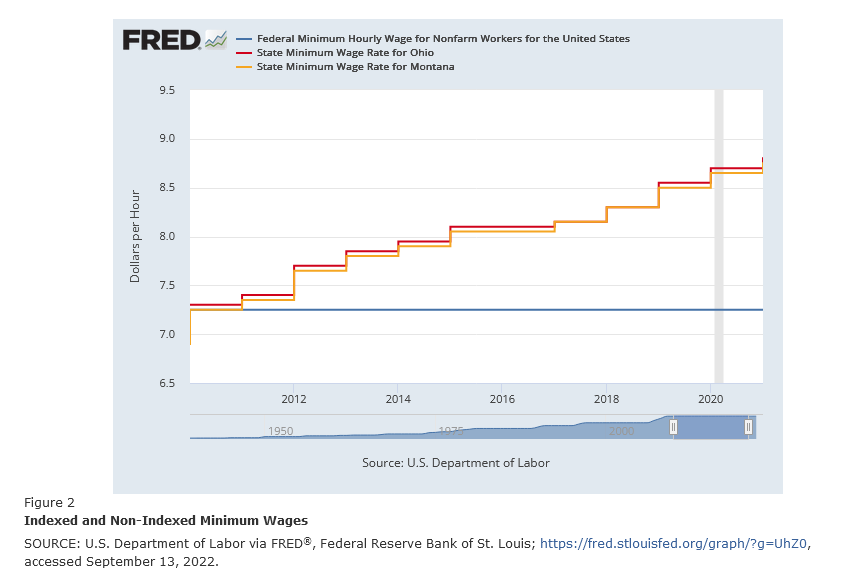 FRED®
Federal Minimum Hourly Wage for Nonfarm Workers for the United States
State Minimum Wage Rate for Ohio
State Minimum Wage Rate for Montana
Dollars per Hour
9.5
9.0
8.5
8.0
7.5
7.0
6.5
2012 2014 2016 2018 2020
1950 1975 2000
Source: U.S. Department of Labor
Figure 2
Indexed and Non-Indexed Minimum Wages
SOURCE: U.S. Department of Labor via FRED®, Federal Reserve Bank of St. Louis; https://fred.stlouisfed.org/graph/?g=UhZ0,
accessed September 13, 2022.